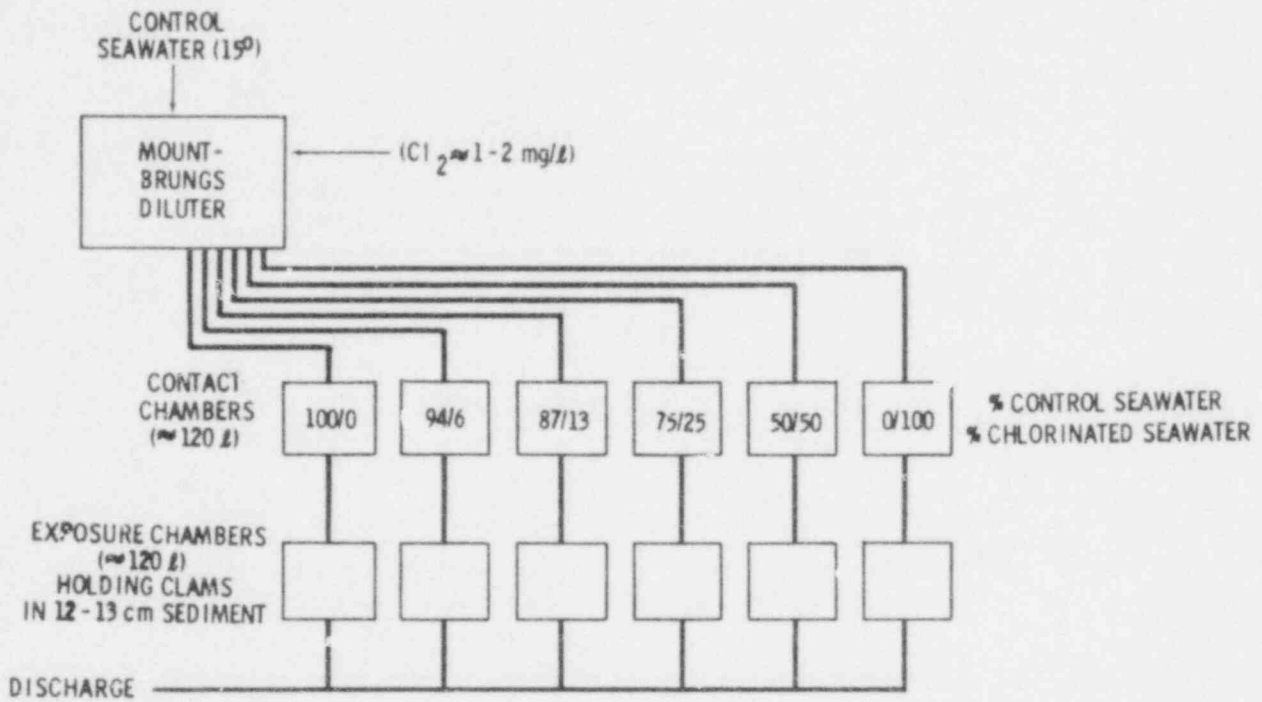 CONTROL
SEAWATER (15⁰)
MOUNT-
BRUNGS
DILUTER
(Cl₂ ≈ 1 - 2 mg/ℓ)
CONTACT
CHAMBERS
(≈ 120 ℓ)
100/0
94/6
87/13
75/25
50/50
0/100
% CONTROL SEAWATER
% CHLORINATED SEAWATER
EXPOSURE CHAMBERS
(≈ 120 ℓ)
HOLDING CLAMS
IN 12 - 13 cm SEDIMENT
DISCHARGE